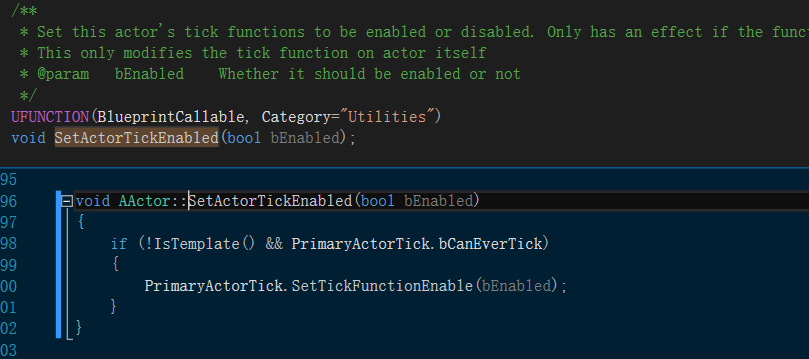 /**
* Set this actor's tick functions to be enabled or disabled. Only has an effect if the func
* This only modifies the tick function on actor itself
* @param   bEnabled    Whether it should be enabled or not
*/
UFUNCTION(BlueprintCallable, Category="Utilities")
void SetActorTickEnabled(bool bEnabled);
95
96 void AActor::SetActorTickEnabled(bool bEnabled)
97 {
98 if (!IsTemplate() && PrimaryActorTick.bCanEverTick)
99 {
00 PrimaryActorTick.SetTickFunctionEnable(bEnabled);
01 }
02 }
03